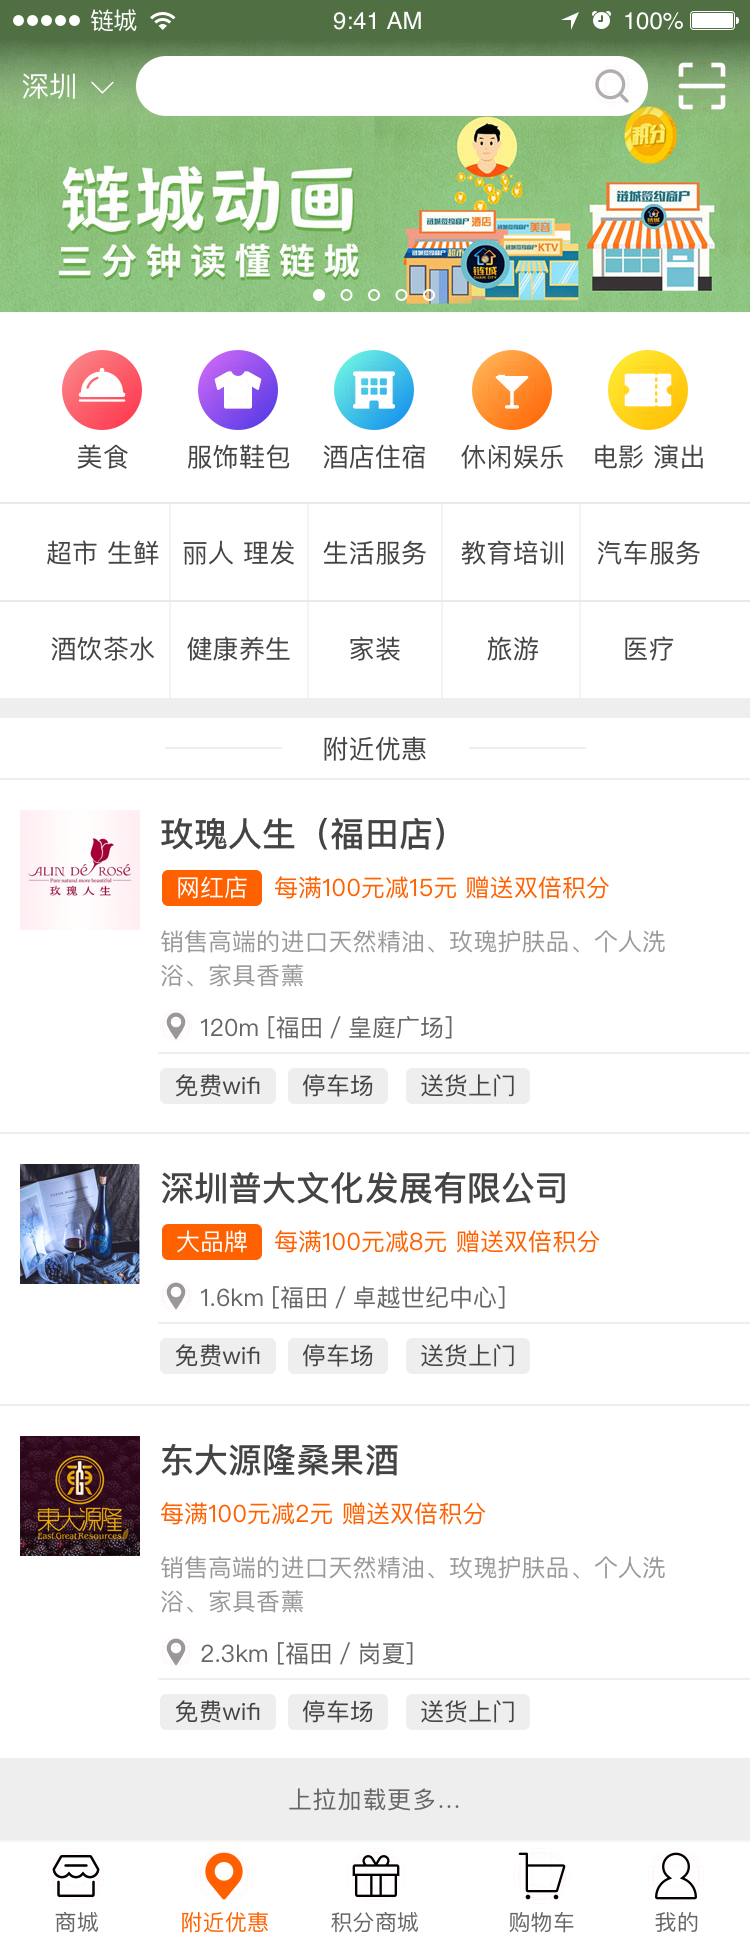 链城 9:41 AM 100%
深圳
积分
链城动画
三分钟读懂链城
链城签约商户
链城
链城签约商户 酒店
链城签约商户 美容
链城签约商户 超市
链城签约商户 KTV
链城
美食 服饰鞋包 酒店住宿 休闲娱乐 电影 演出
超市 生鲜 丽人 理发 生活服务 教育培训 汽车服务
酒饮茶水 健康养生 家装 旅游 医疗
附近优惠
ALIN DÉ ROSÉ
Pure natural,more beautiful
玫瑰人生
玫瑰人生（福田店）
网红店 每满100元减15元 赠送双倍积分
销售高端的进口天然精油、玫瑰护肤品、个人洗
浴、家具香薰
120m [福田 / 皇庭广场]
免费wifi 停车场 送货上门
深圳普大文化发展有限公司
大品牌 每满100元减8元 赠送双倍积分
1.6km [福田 / 卓越世纪中心]
免费wifi 停车场 送货上门
東大源隆
East Great Resources
东大源隆桑果酒
每满100元减2元 赠送双倍积分
销售高端的进口天然精油、玫瑰护肤品、个人洗
浴、家具香薰
2.3km [福田 / 岗夏]
免费wifi 停车场 送货上门
上拉加载更多...
商城 附近优惠 积分商城 购物车 我的